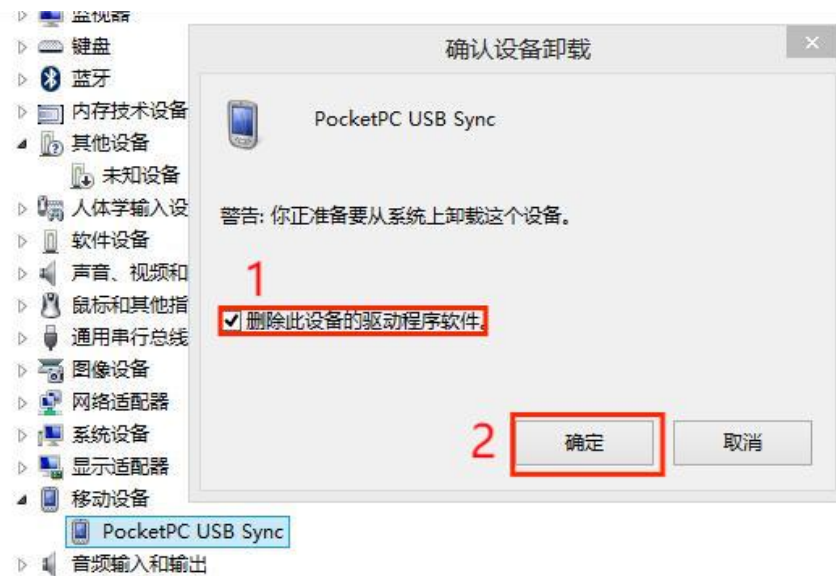 监视器
键盘
蓝牙
内存技术设备
其他设备
未知设备
人体学输入设
软件设备
声音、视频和
鼠标和其他指
通用串行总线
图像设备
网络适配器
系统设备
显示适配器
移动设备
PocketPC USB Sync
音频输入和输出
确认设备卸载
PocketPC USB Sync
警告: 你正准备要从系统上卸载这个设备。
1
删除此设备的驱动程序软件。
2
确定
取消